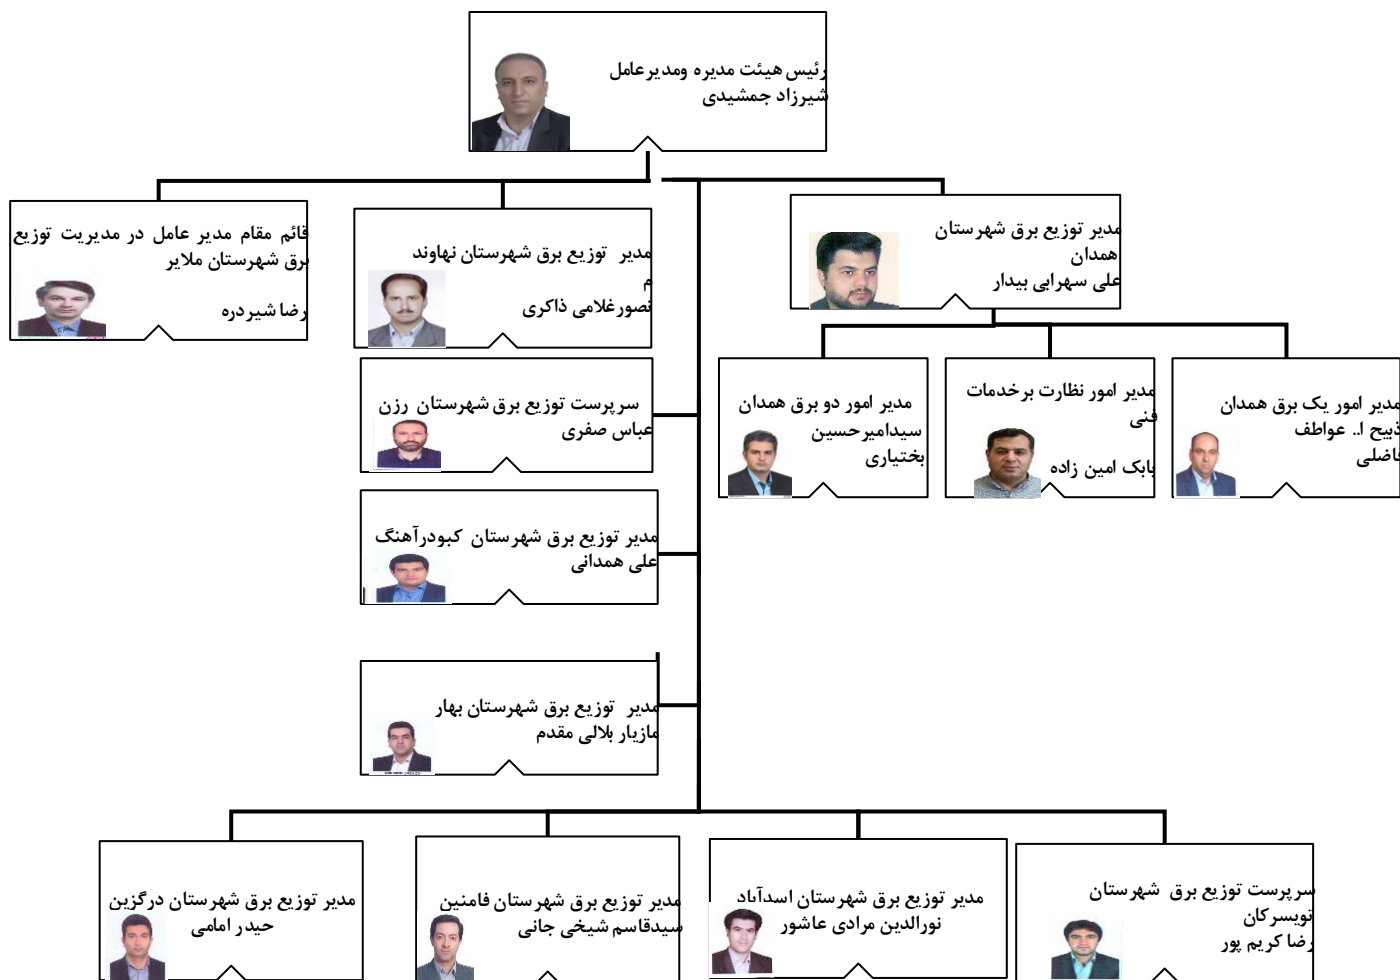 رئیس هیئت مدیره ومدیرعامل
شیرزاد جمشیدی
مدیر توزیع برق شهرستان
همدان
علی سهرابی بیدار
مدیر توزیع برق شهرستان نهاوند
م
نصورغلامی ذاکری
قائم مقام مدیر عامل در مدیریت توزیع
برق شهرستان ملایر
رضا شیردره
مدیر امور یک برق همدان
ذبیح ا.. عواطف
فاضلی
مدیر امور نظارت برخدمات
فنی
بابک امین زاده
مدیر امور دو برق همدان
سیدامیرحسین
بختیاری
سرپرست توزیع برق شهرستان رزن
عباس صفری
مدیر توزیع برق شهرستان کبودرآهنگ
علی همدانی
مدیر توزیع برق شهرستان بهار
مازیار بلالی مقدم
سرپرست توزیع برق شهرستان
تویسرکان
رضا کریم پور
مدیر توزیع برق شهرستان اسدآباد
نورالدین مرادی عاشور
مدیر توزیع برق شهرستان فامنین
سیدقاسم شیخی جانی
مدیر توزیع برق شهرستان درگزین
حیدر امامی